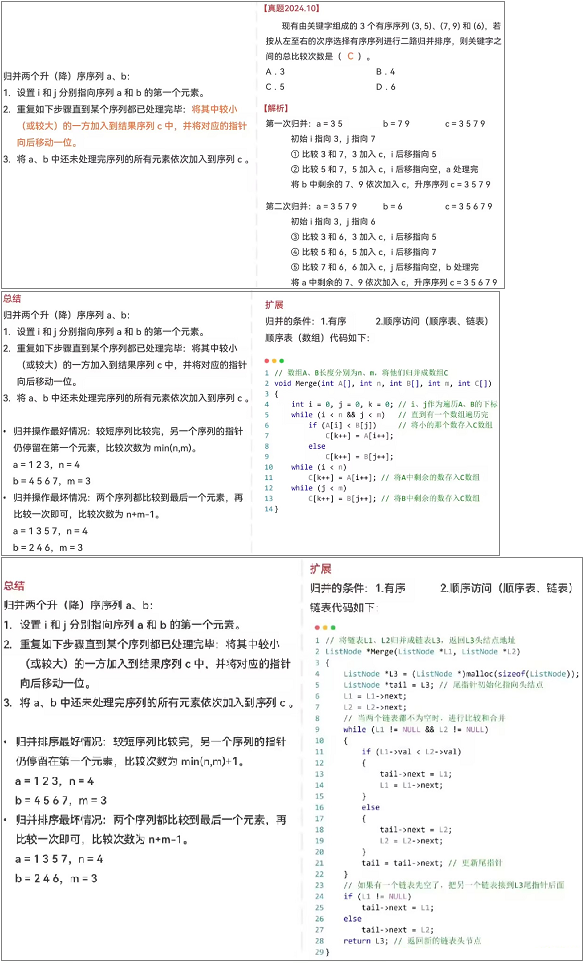 归并两个升（降）序序列 a、b：
1. 设置 i 和 j 分别指向序列 a 和 b 的第一个元素。
2. 重复如下步骤直到某个序列都已处理完毕：将其中较小
（或较大）的一方加入到结果序列 c 中，并将对应的指针
向后移动一位。
3. 将 a、b 中还未处理完序列的所有元素依次加入到序列 c 。
【真题2024.10】
现有由关键字组成的 3 个有序序列 (3, 5)、(7, 9) 和 (6)，若
按从左至右的次序选择有序序列进行二路归并排序，则关键字之
间的总比较次数是（ C ）。
A．3 B．4
C．5 D．6
【解析】
第一次归并：a = 3 5 b = 7 9 c = 3 5 7 9
初始 i 指向 3，j 指向 7
① 比较 3 和 7，3 加入 c，i 后移指向 5
② 比较 5 和 7，5 加入 c，i 后移指向空，a 处理完
将 b 中剩余的 7、9 依次加入 c，升序序列 c = 3 5 7 9
第二次归并：a = 3 5 7 9 b = 6 c = 3 5 6 7 9
初始 i 指向 3，j 指向 6
③ 比较 3 和 6，3 加入 c，i 后移指向 5
④ 比较 5 和 6，5 加入 c，i 后移指向 7
⑤ 比较 7 和 6，6 加入 c，j 后移指向空，b 处理完
将 a 中剩余的 7、9 依次加入 c，升序序列 c = 3 5 6 7 9
总结
归并两个升（降）序序列 a、b：
1. 设置 i 和 j 分别指向序列 a 和 b 的第一个元素。
2. 重复如下步骤直到某个序列都已处理完毕：将其中较小
（或较大）的一方加入到结果序列 c 中，并将对应的指针
向后移动一位。
3. 将 a、b 中还未处理完序列的所有元素依次加入到序列 c 。
• 归并操作最好情况：较短序列比较完，另一个序列的指针
仍停留在第一个元素，比较次数为 min(n,m)。
a = 1 2 3，n = 4
b = 4 5 6 7，m = 3
• 归并操作最坏情况：两个序列都比较到最后一个元素，再
比较一次即可，比较次数为 n+m−1。
a = 1 3 5 7，n = 4
b = 2 4 6，m = 3
扩展
归并的条件：1.有序 2.顺序访问（顺序表、链表）
顺序表（数组）代码如下：
1 // 数组A、B长度分别为n、m，将他们归并成数组C
2 void Merge(int A[], int n, int B[], int m, int C[])
3 {
4 int i = 0, j = 0, k = 0; // i、j作为遍历A、B的下标
5 while (i < n && j < m) // 直到有一个数组遍历完
6 if (A[i] < B[j]) // 将小的那个数存入C数组
7 C[k++] = A[i++];
8 else
9 C[k++] = B[j++];
10 while (i < n)
11 C[k++] = A[i++]; // 将A中剩余的数存入C数组
12 while (j < m)
13 C[k++] = B[j++]; // 将B中剩余的数存入C数组
14 }
总结
归并两个升（降）序序列 a、b：
1. 设置 i 和 j 分别指向序列 a 和 b 的第一个元素。
2. 重复如下步骤直到某个序列都已处理完毕：将其中较小
（或较大）的一方加入到结果序列 c 中，并将对应的指针
向后移动一位。
3. 将 a、b 中还未处理完序列的所有元素依次加入到序列 c 。
• 归并排序最好情况：较短序列比较完，另一个序列的指针
仍停留在第一个元素，比较次数为 min(n,m)+1。
a = 1 2 3，n = 4
b = 4 5 6 7，m = 3
• 归并排序最坏情况：两个序列都比较到最后一个元素，再
比较一次即可，比较次数为 n+m−1。
a = 1 3 5 7，n = 4
b = 2 4 6，m = 3
扩展
归并的条件：1.有序 2.顺序访问（顺序表、链表）
链表代码如下：
1 // 将链表L1、L2归并成链表L3，返回L3头结点地址
2 ListNode *Merge(ListNode *L1, ListNode *L2)
3 {
4 ListNode *L3 = (ListNode *)malloc(sizeof(ListNode));
5 ListNode *tail = L3; // 尾指针初始化指向头结点
6 L1 = L1->next;
7 L2 = L2->next;
8 // 当两个链表都不为空时，进行比较和合并
9 while (L1 != NULL && L2 != NULL)
10 {
11 if (L1->val < L2->val)
12 {
13 tail->next = L1;
14 L1 = L1->next;
15 }
16 else
17 {
18 tail->next = L2;
19 L2 = L2->next;
20 }
21 tail = tail->next; // 更新尾指针
22 }
23 // 如果有一个链表先空了，把另一个链表接到L3尾指针后面
24 if (L1 != NULL)
25 tail->next = L1;
26 else
27 tail->next = L2;
28 return L3; // 返回新的链表头节点
29 }